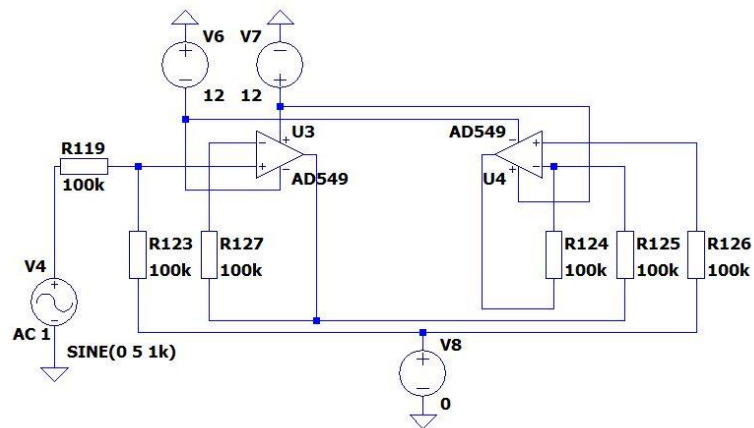 V6
V7
+
−
−
+
12
12
U3
R119
100k
−
+
+
−
AD549
AD549
−
+
+
−
U4
R123
100k
R127
100k
R124
100k
R125
100k
R126
100k
V4
+
−
AC 1
SINE(0 5 1k)
V8
+
−
0